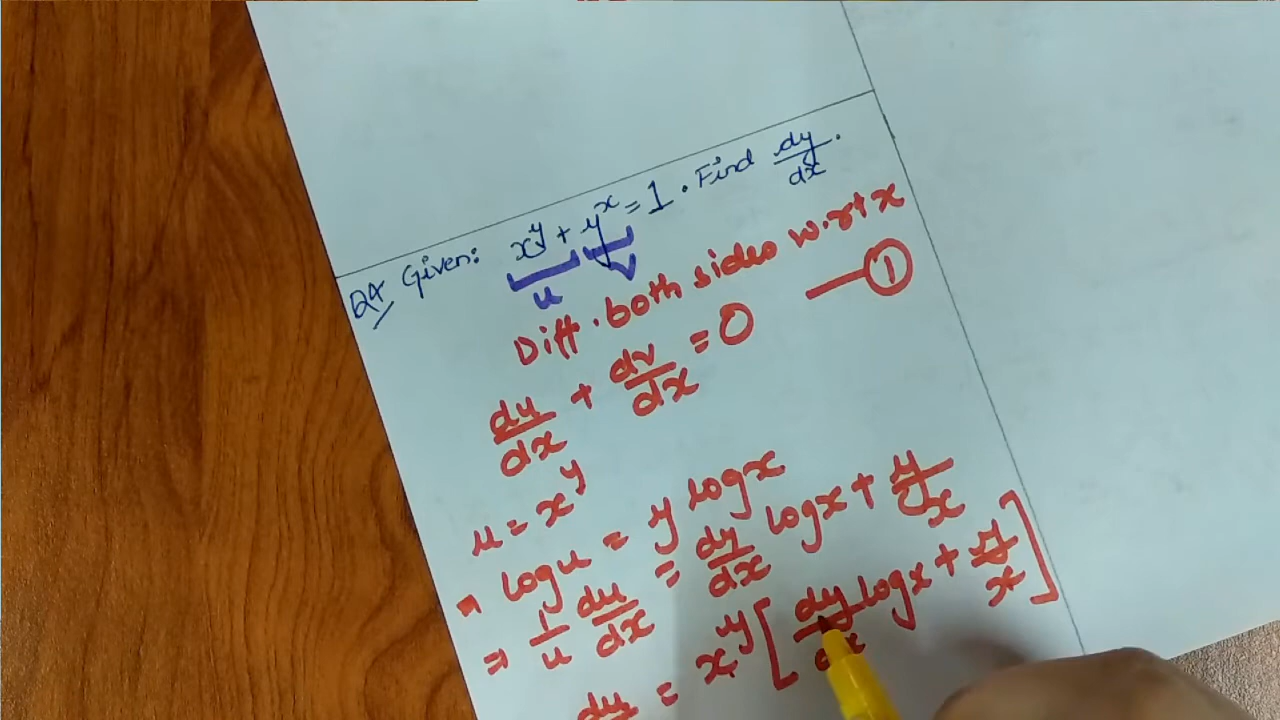 Q4 Given: x^y + y^x = 1. Find dy/dx.
u v
Diff. both sides w.r.t x
du/dx + dv/dx = 0 —①
u = x^y
⇒ log u = y log x
⇒ 1/u du/dx = dy/dx log x + y/x
du = x^y [dy/dx log x + y/x]